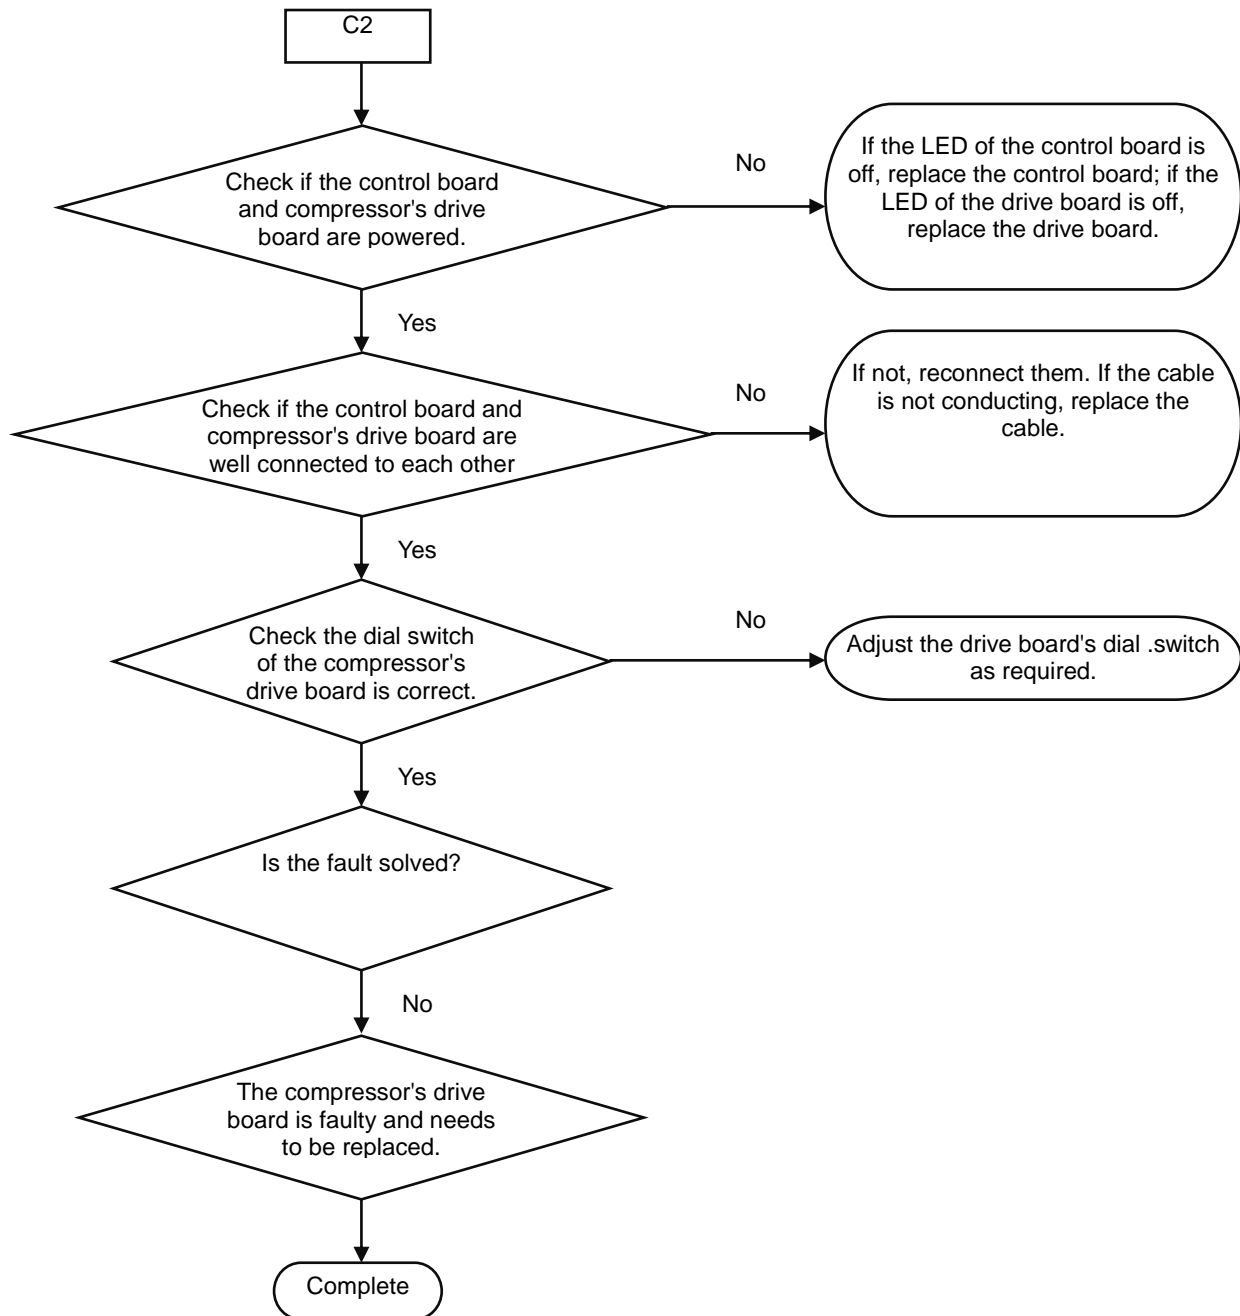 C2
Check if the control board
and compressor's drive
board are powered.
No
If the LED of the control board is
off, replace the control board; if the
LED of the drive board is off,
replace the drive board.
Yes
Check if the control board and
compressor's drive board are
well connected to each other
No
If not, reconnect them. If the cable
is not conducting, replace the
cable.
Yes
Check the dial switch
of the compressor's
drive board is correct.
No
Adjust the drive board's dial .switch
as required.
Yes
Is the fault solved?
No
The compressor's drive
board is faulty and needs
to be replaced.
Complete